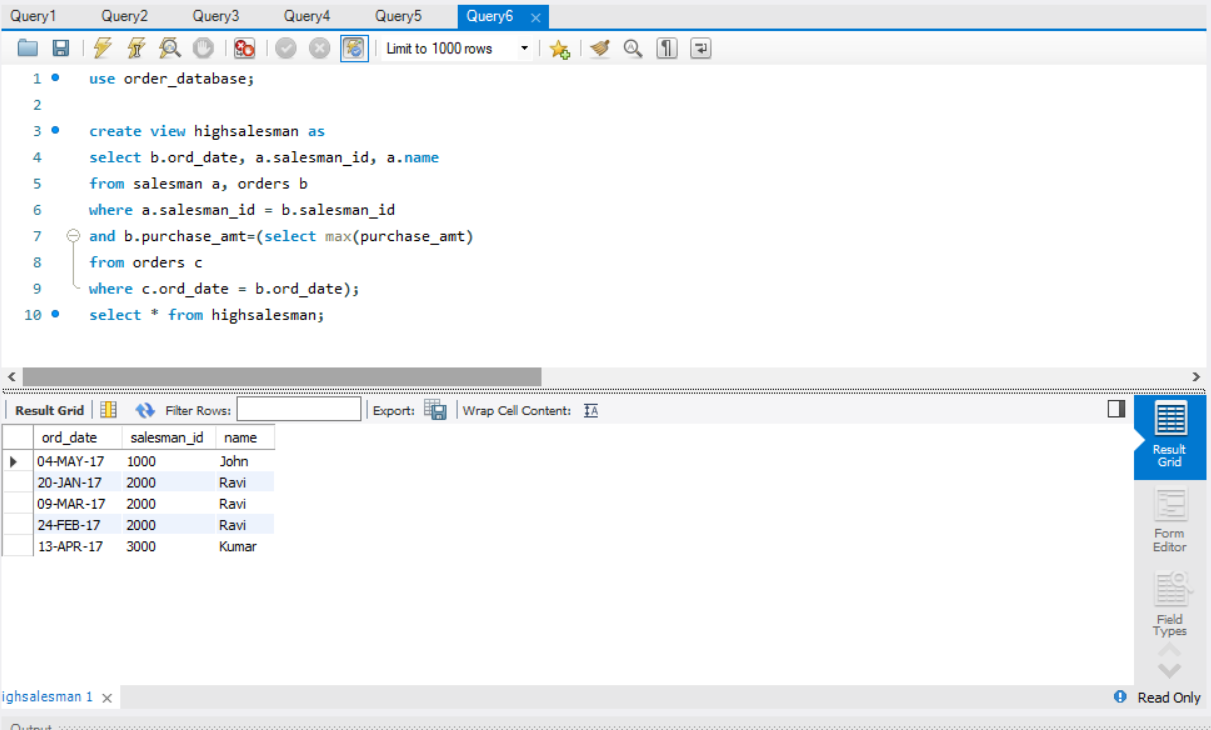 Query1 Query2 Query3 Query4 Query5 Query6
Limit to 1000 rows
1 use order_database;
2
3 create view highsalesman as
4 select b.ord_date, a.salesman_id, a.name
5 from salesman a, orders b
6 where a.salesman_id = b.salesman_id
7 and b.purchase_amt=(select max(purchase_amt)
8 from orders c
9 where c.ord_date = b.ord_date);
10 select * from highsalesman;
Result Grid Filter Rows: Export: Wrap Cell Content: IA
ord_date salesman_id name
04-MAY-17 1000 John
20-JAN-17 2000 Ravi
09-MAR-17 2000 Ravi
24-FEB-17 2000 Ravi
13-APR-17 3000 Kumar
Result
Grid
Form
Editor
Field
Types
ighsalesman 1 Read Only
Output